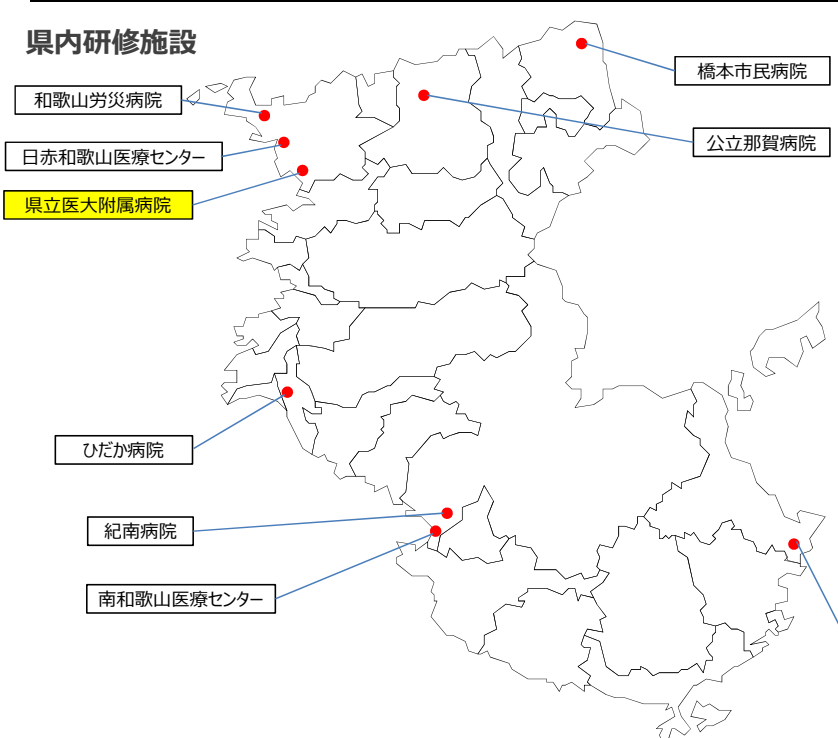 県内研修施設
橋本市民病院
和歌山労災病院
公立那賀病院
日赤和歌山医療センター
県立医大附属病院
ひだか病院
紀南病院
南和歌山医療センター